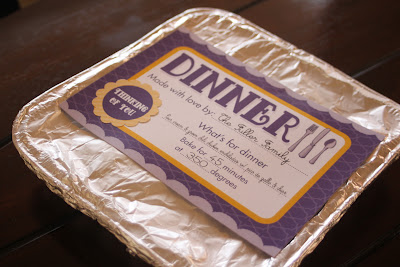 DINNER
Made with love by: The Fuller Family
THINKING
OF YOU
What's for dinner
Bake for 45 minutes
at 350 degrees